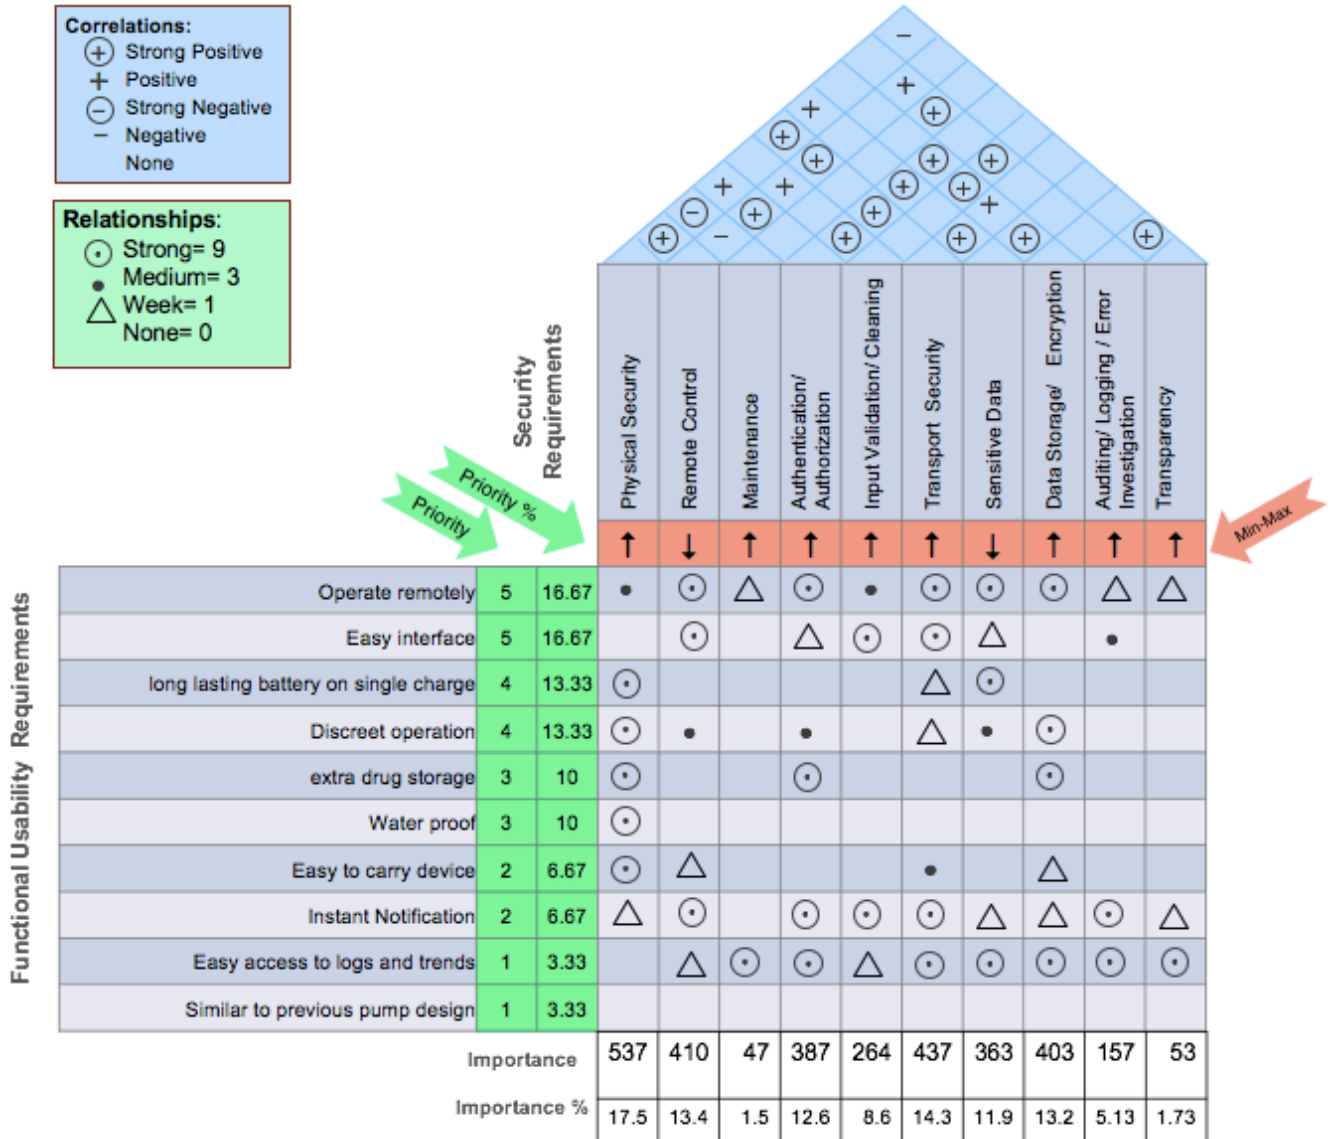 Correlations:
Strong Positive
Positive
Strong Negative
Negative
None
Relationships:
Strong= 9
Medium= 3
Week= 1
None= 0
Security
Requirements
Priority %
Priority
Physical Security
Remote Control
Maintenance
Authentication/
Authorization
Input Validation/ Cleaning
Transport Security
Sensitive Data
Data Storage/ Encryption
Auditing/ Logging / Error
Investigation
Transparency
Min-Max
Functional Usability Requirements
Operate remotely 5 16.67
Easy interface 5 16.67
long lasting battery on single charge 4 13.33
Discreet operation 4 13.33
extra drug storage 3 10
Water proof 3 10
Easy to carry device 2 6.67
Instant Notification 2 6.67
Easy access to logs and trends 1 3.33
Similar to previous pump design 1 3.33
Importance 537 410 47 387 264 437 363 403 157 53
Importance % 17.5 13.4 1.5 12.6 8.6 14.3 11.9 13.2 5.13 1.73